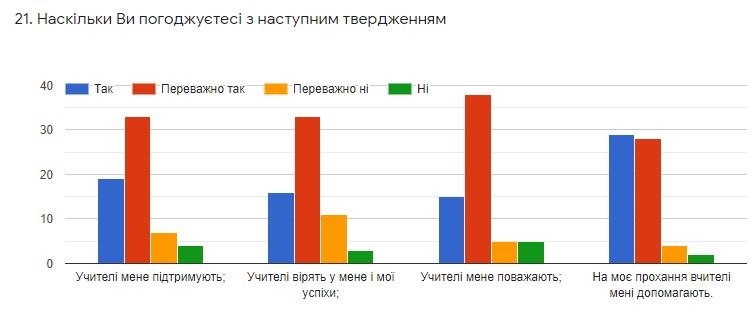 21. Наскільки Ви погоджуєтесі з наступним твердженням
40
30
20
10
0
Так
Переважно так
Переважно ні
Ні
Учителі мене підтримують;
Учителі вірять у мене і мої
успіхи;
Учителі мене поважають;
На моє прохання вчителі
мені допомагають.